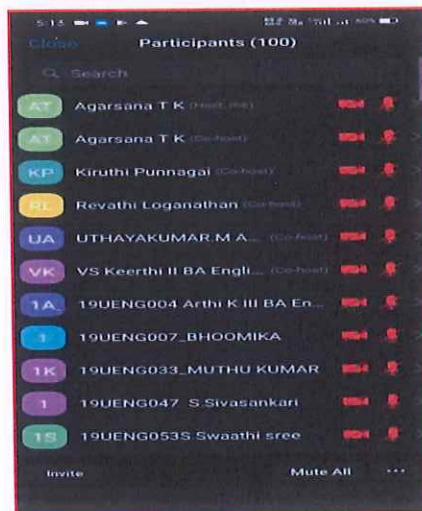 5:13
Close Participants (100)
Search
AT Agarsana T K (Host, me)
AT Agarsana T K (Co-host)
KP Kiruthi Punnagai (Co-host)
RL Revathi Loganathan (Co-host)
UA UTHAYAKUMAR.M A... (Co-host)
VK VS Keerthi II BA Engli... (Co-host)
1A 19UENG004 Arthi K III BA En...
1 19UENG007_BHOOMIKA
1K 19UENG033_MUTHU KUMAR
1 19UENG047 S.Sivasankari
1S 19UENG053S Swaathi sree
Invite Mute All ...